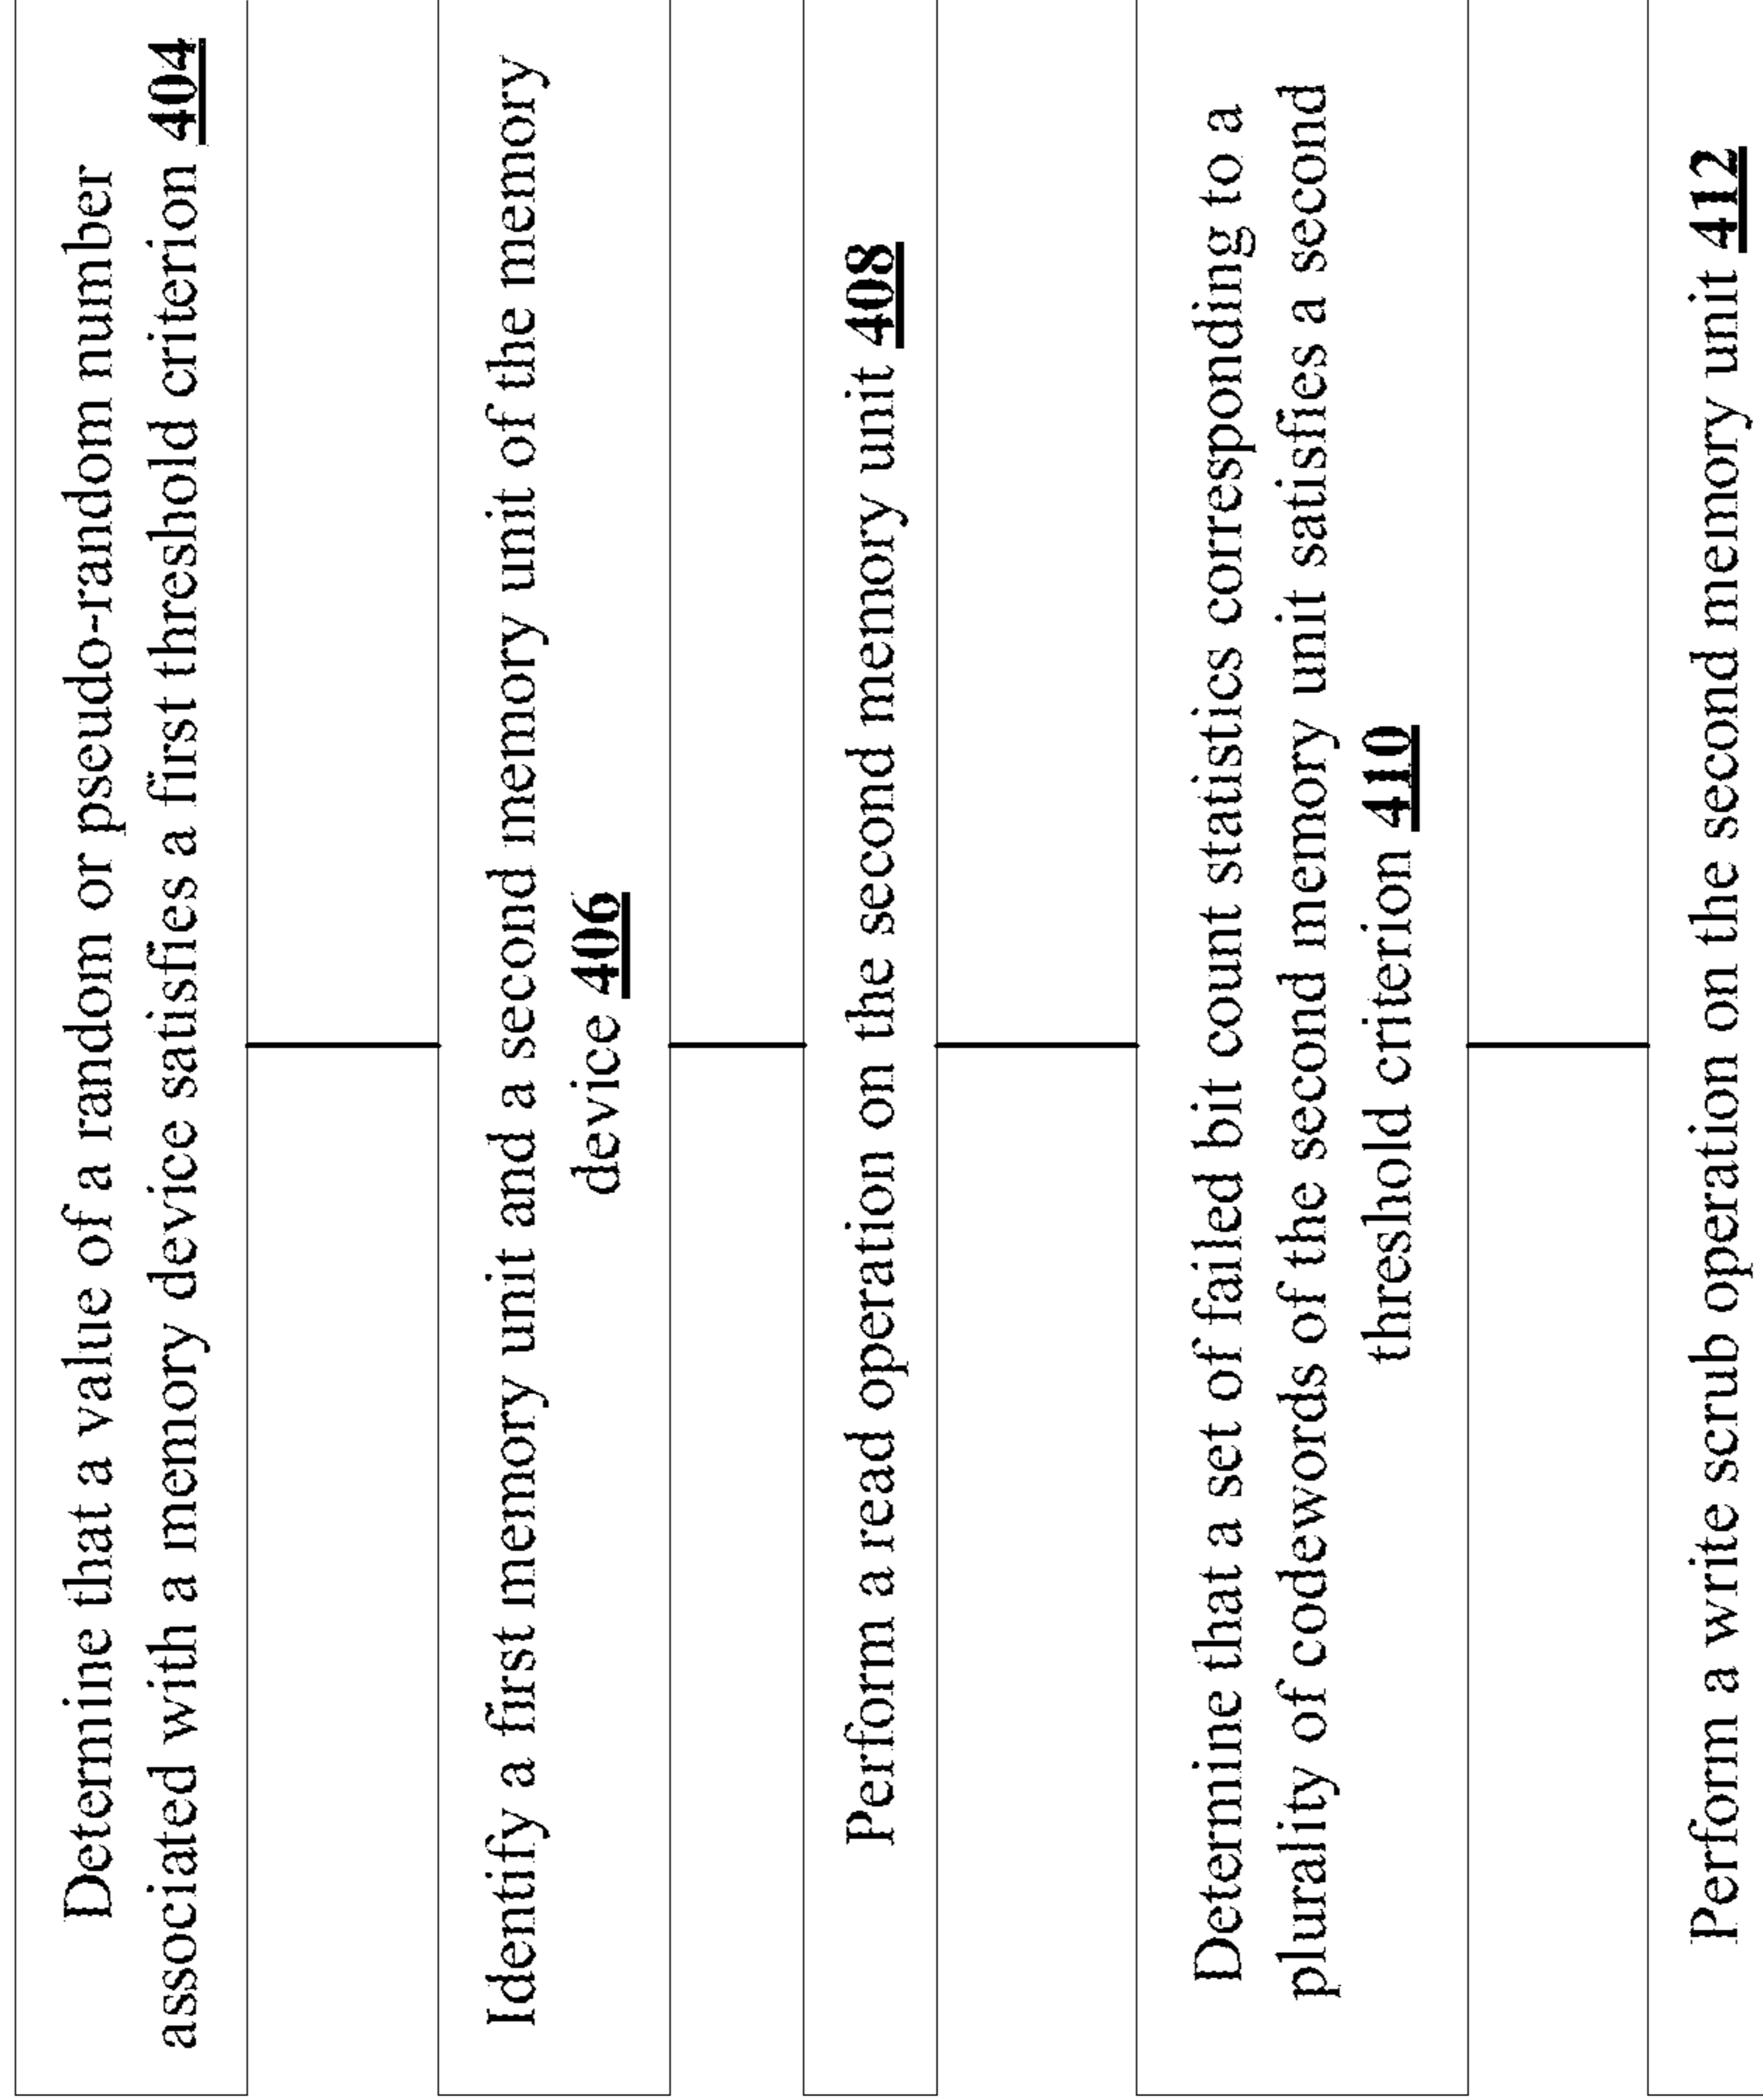 Determine that a value of a random or pseudo-random number
associated with a memory device satisfies a first threshold criterion 404
Identify a first memory unit and a second memory unit of the memory
device 406
Perform a read operation on the second memory unit 408
Determine that a set of failed bit count statistics corresponding to a
plurality of codewords of the second memory unit satisfies a second
threshold criterion 410
Perform a write scrub operation on the second memory unit 412